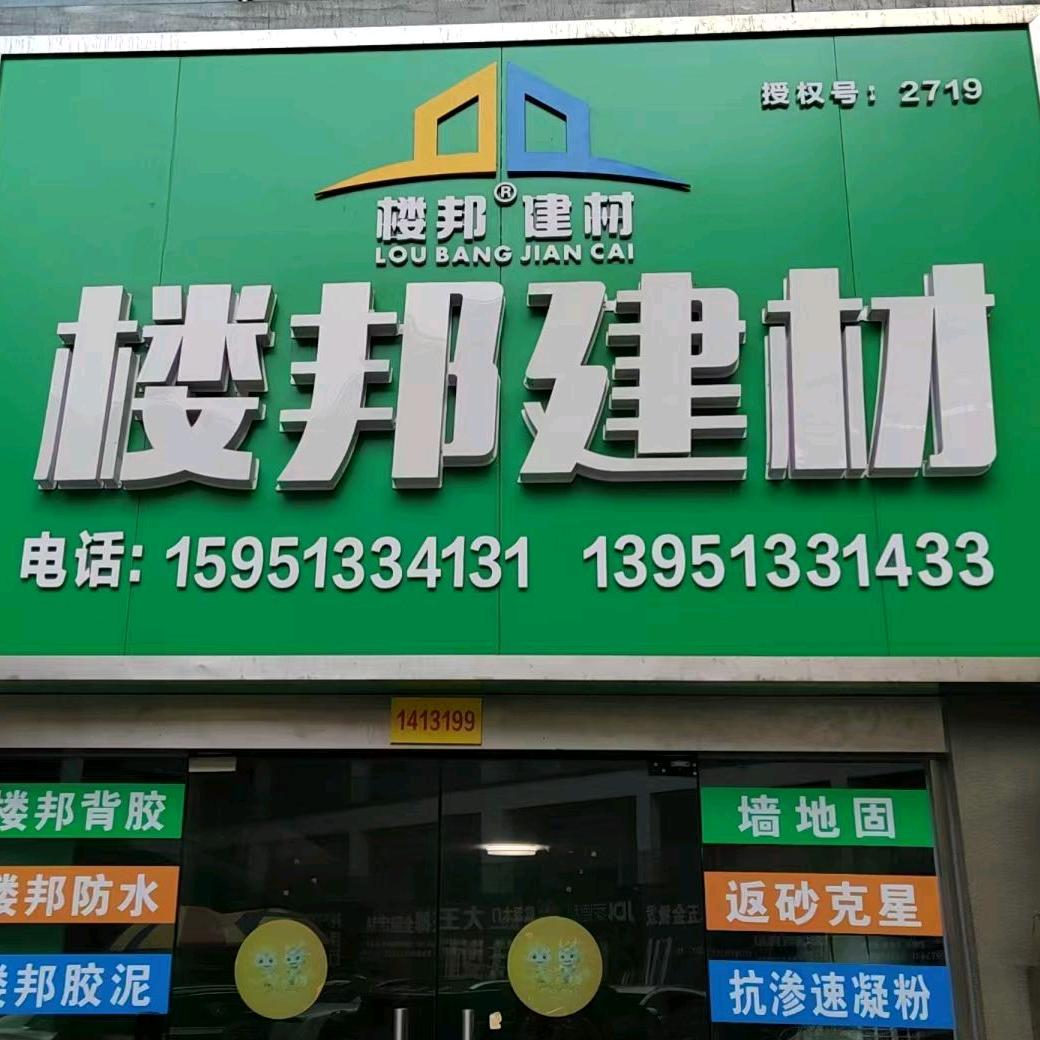 授权号：2719
楼邦®建材
LOU BANG JIAN CAI
楼邦建材
电话：15951334131 13951331433
1413199
楼邦背胶
楼邦防水
楼邦胶泥
墙地固
返砂克星
抗渗速凝粉